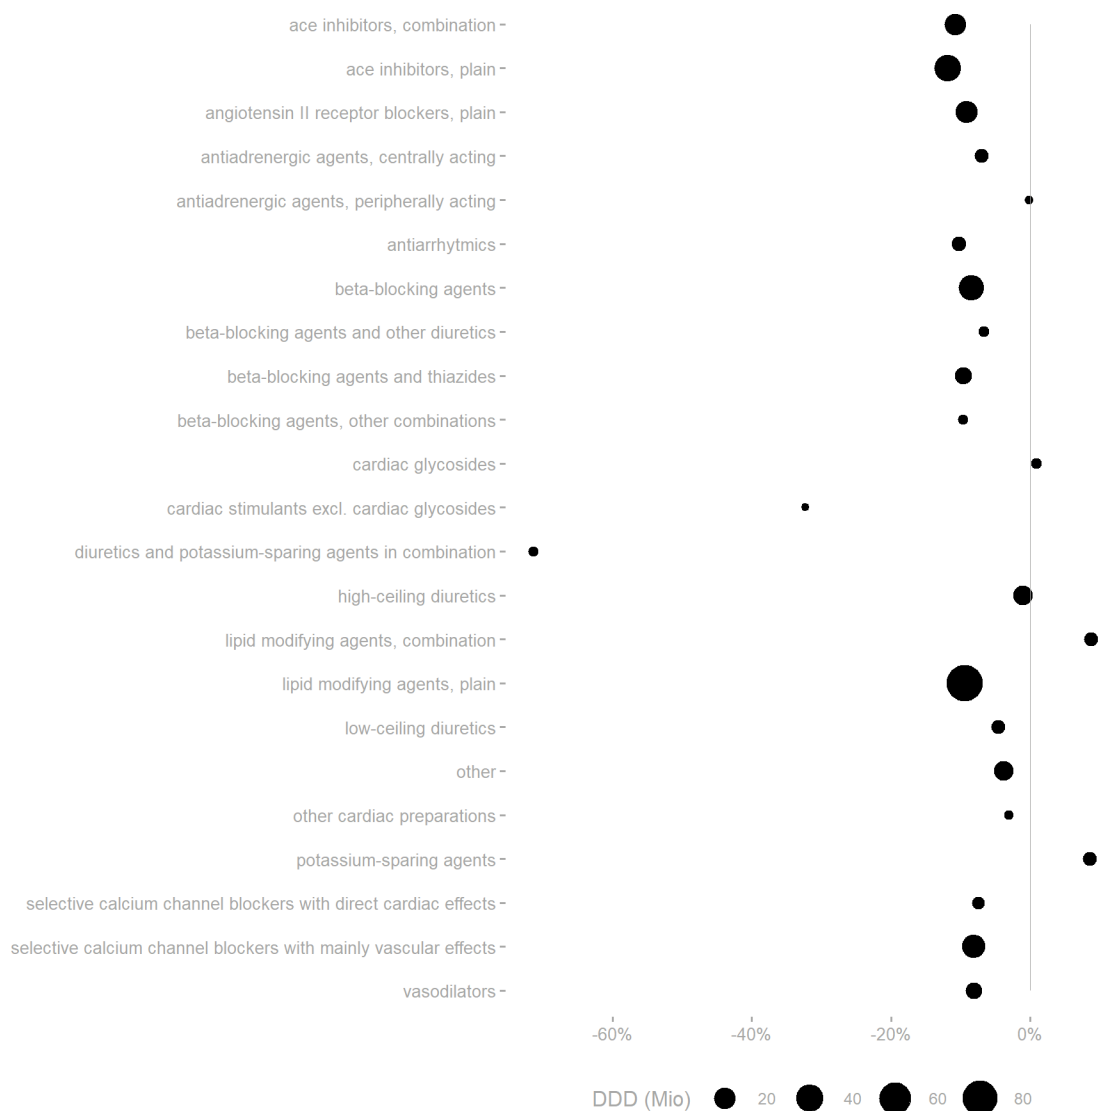 ace inhibitors, combination
ace inhibitors, plain
angiotensin II receptor blockers, plain
antiadrenergic agents, centrally acting
antiadrenergic agents, peripherally acting
antiarrhytmics
beta-blocking agents
beta-blocking agents and other diuretics
beta-blocking agents and thiazides
beta-blocking agents, other combinations
cardiac glycosides
cardiac stimulants excl. cardiac glycosides
diuretics and potassium-sparing agents in combination
high-ceiling diuretics
lipid modifying agents, combination
lipid modifying agents, plain
low-ceiling diuretics
other
other cardiac preparations
potassium-sparing agents
selective calcium channel blockers with direct cardiac effects
selective calcium channel blockers with mainly vascular effects
vasodilators
-60% -40% -20% 0%
DDD (Mio) 20 40 60 80